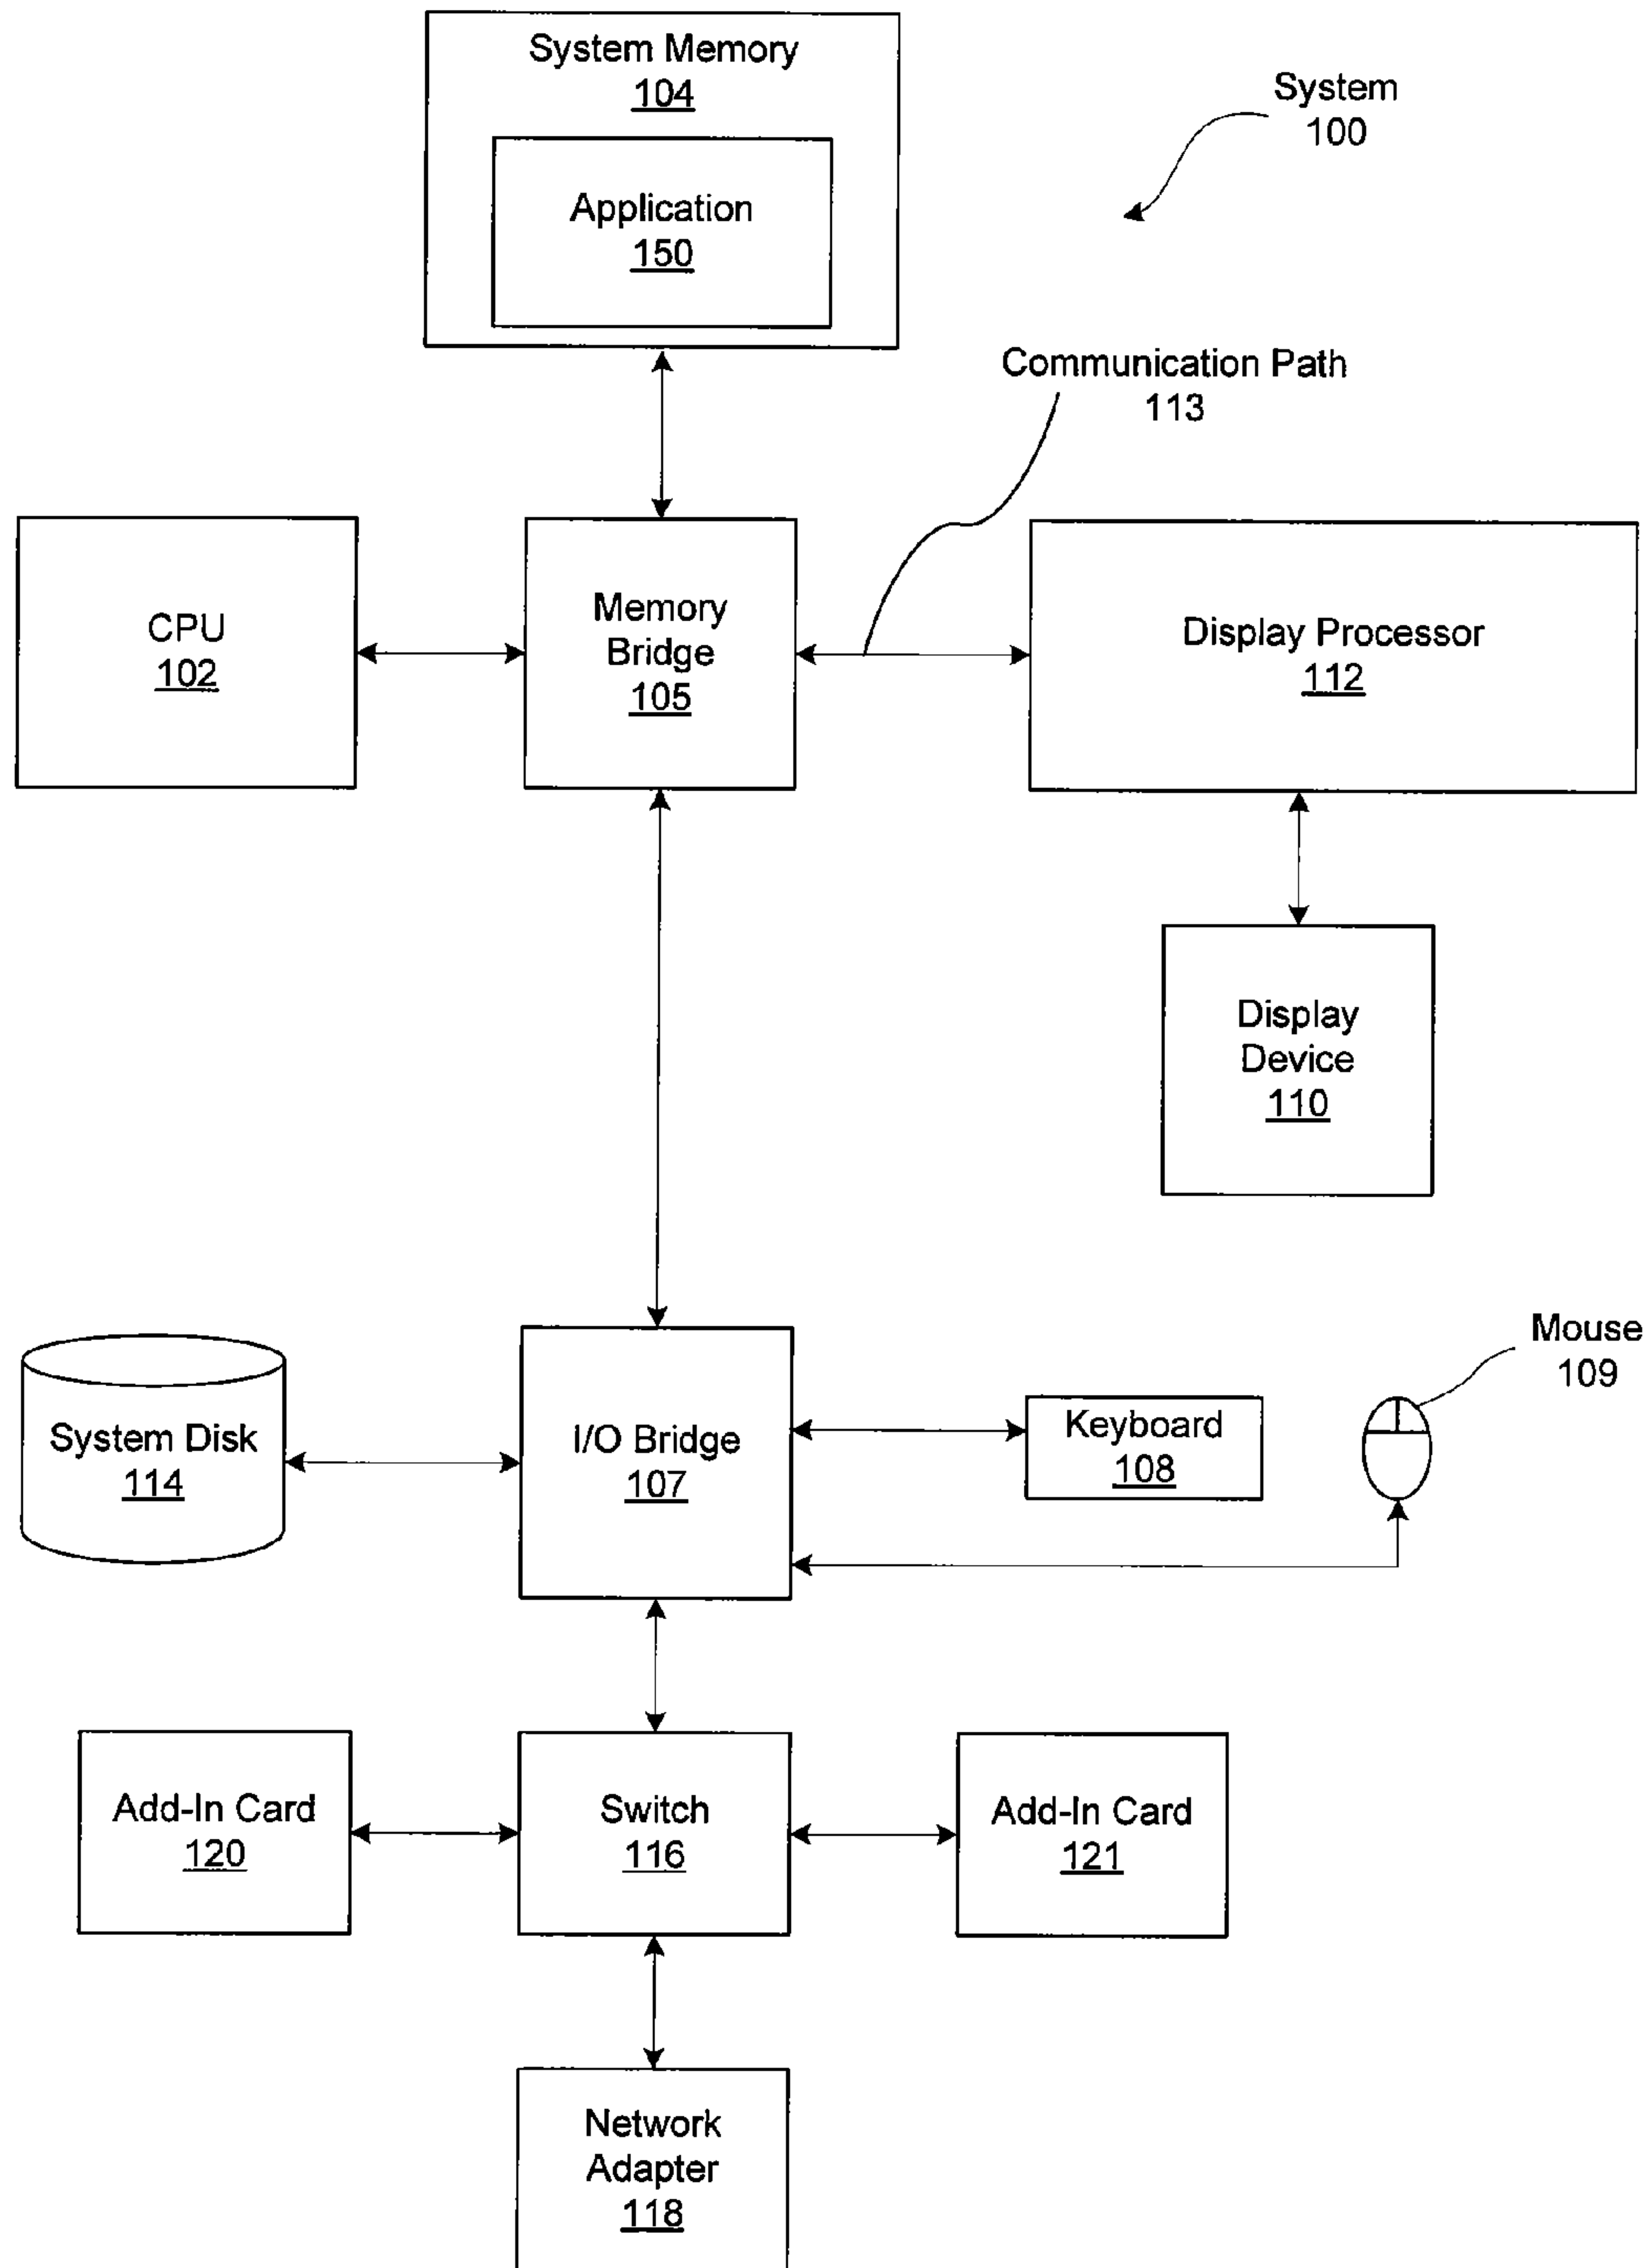 System Memory
104
Application
150
System
100
Communication Path
113
CPU
102
Memory
Bridge
105
Display Processor
112
Display
Device
110
System Disk
114
I/O Bridge
107
Keyboard
108
Mouse
109
Add-In Card
120
Switch
116
Add-In Card
121
Network
Adapter
118